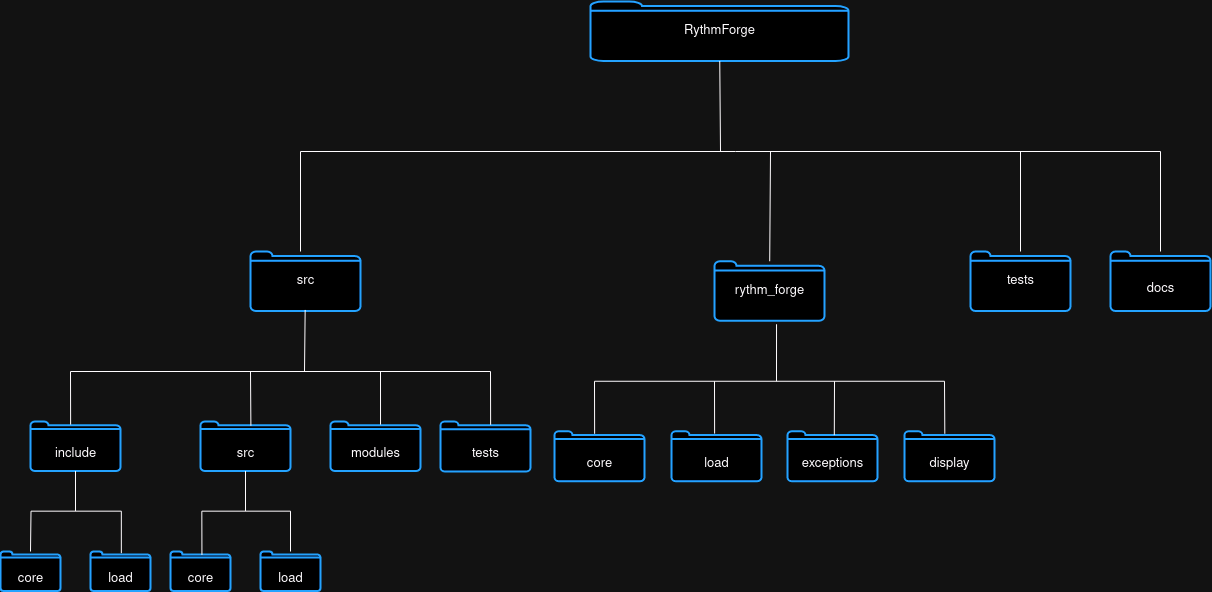 RythmForge
src
rythm_forge
tests
docs
include
src
modules
tests
core
load
exceptions
display
core
load
core
load